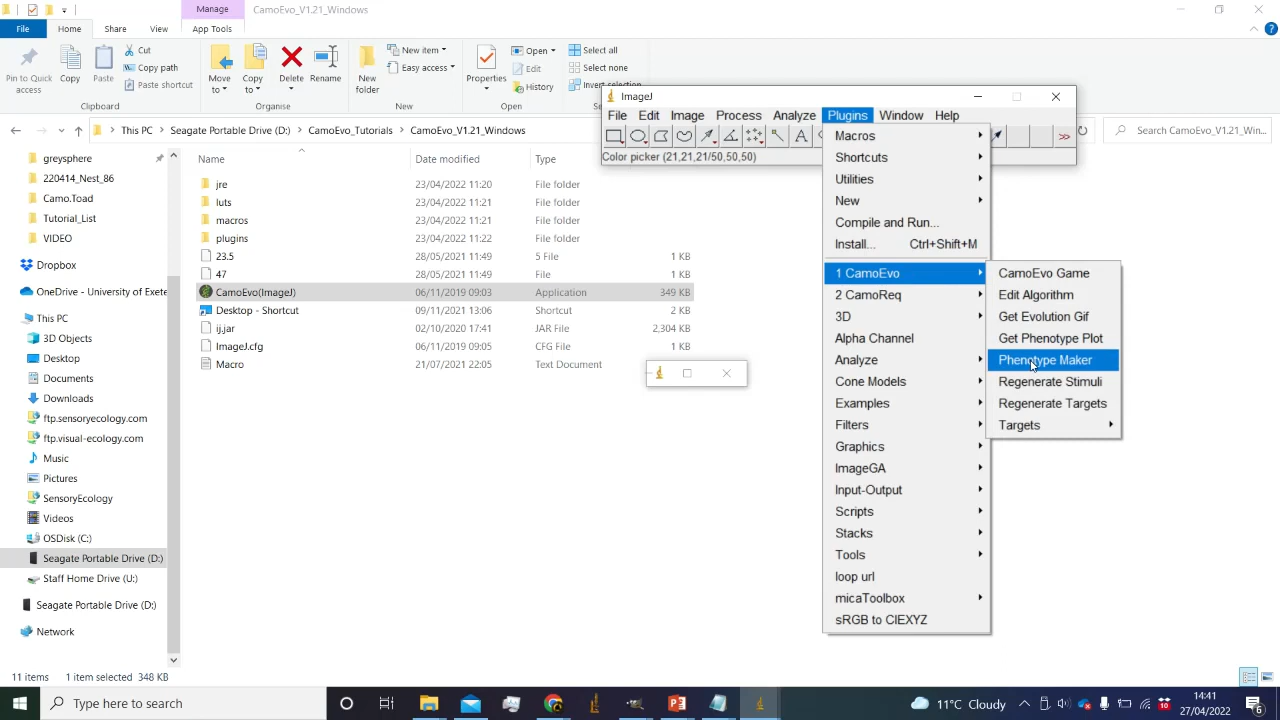 Manage
CamoEvo_V1.21_Windows
File
Home
Share
View
App Tools
Pin to Quick access
Copy
Paste
Cut
Copy path
Paste shortcut
Clipboard
Move to
Copy to
Delete
Rename
Organise
New folder
New item
Easy access
New
Properties
Open
Edit
History
Open
Select all
Select none
Invert selection
This PC
Seagate Portable Drive (D:)
CamoEvo_Tutorials
CamoEvo_V1.21_Windows
Search CamoEvo_V1.21_Win...
ImageJ
File Edit Image Process Analyze Plugins Window Help
A
>>
Color picker (21,21,21/50,50,50)
greysphere
220414_Nest_86
Camo.Toad
Tutorial_List
VIDEO
Dropbox
OneDrive - University of Exete
This PC
3D Objects
Desktop
Documents
Downloads
ftp.sensoryecology.com
ftp.visual-ecology.com
Music
Pictures
SensoryEcology
Videos
OSDisk (C:)
Seagate Portable Drive (D:)
Staff Home Drive (U:)
Seagate Portable Drive (D:)
Network
Name Date modified Type
jre 23/04/2022 11:20 File folder
luts 23/04/2022 11:21 File folder
macros 23/04/2022 11:21 File folder
plugins 23/04/2022 11:22 File folder
23.5 28/05/2021 11:49 5 File 1 KB
47 28/05/2021 11:49 File 1 KB
CamoEvo(ImageJ) 06/11/2019 09:03 Application 349 KB
Desktop - Shortcut 09/11/2021 13:06 Shortcut 2 KB
ij.jar 02/10/2020 17:41 JAR File 2,304 KB
ImageJ.cfg 06/11/2019 09:05 CFG File 1 KB
Macro 21/07/2021 22:05 Text Document
Macros
Shortcuts
Utilities
New
Compile and Run...
Install... Ctrl+Shift+M
1 CamoEvo
2 CamoReq
3D
Alpha Channel
Analyze
Cone Models
Examples
Filters
Graphics
ImageGA
Input-Output
Scripts
Stacks
Tools
loop url
micaToolbox
sRGB to CIEXYZ
CamoEvo Game
Edit Algorithm
Get Evolution Gif
Get Phenotype Plot
Phenotype Maker
Regenerate Stimuli
Regenerate Targets
Targets
11 items 1 item selected 348 KB
Type here to search
11°C Cloudy
10
14:41
27/04/2022
6